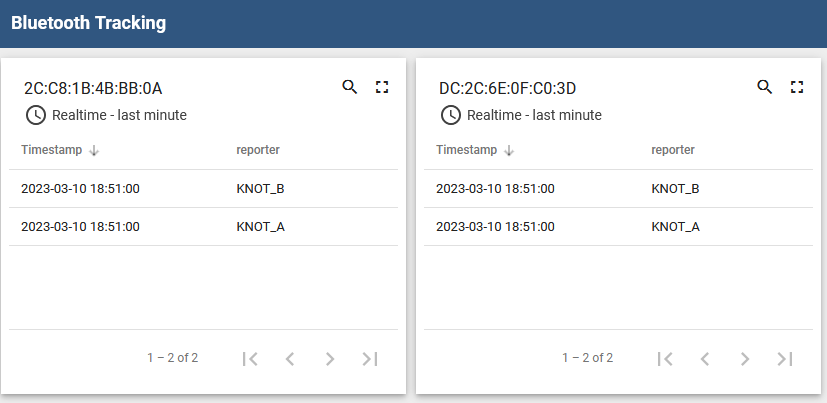 Bluetooth Tracking
2C:C8:1B:4B:BB:0A
Realtime - last minute
Timestamp reporter
2023-03-10 18:51:00 KNOT_B
2023-03-10 18:51:00 KNOT_A
1 – 2 of 2
DC:2C:6E:0F:C0:3D
Realtime - last minute
Timestamp reporter
2023-03-10 18:51:00 KNOT_B
2023-03-10 18:51:00 KNOT_A
1 – 2 of 2